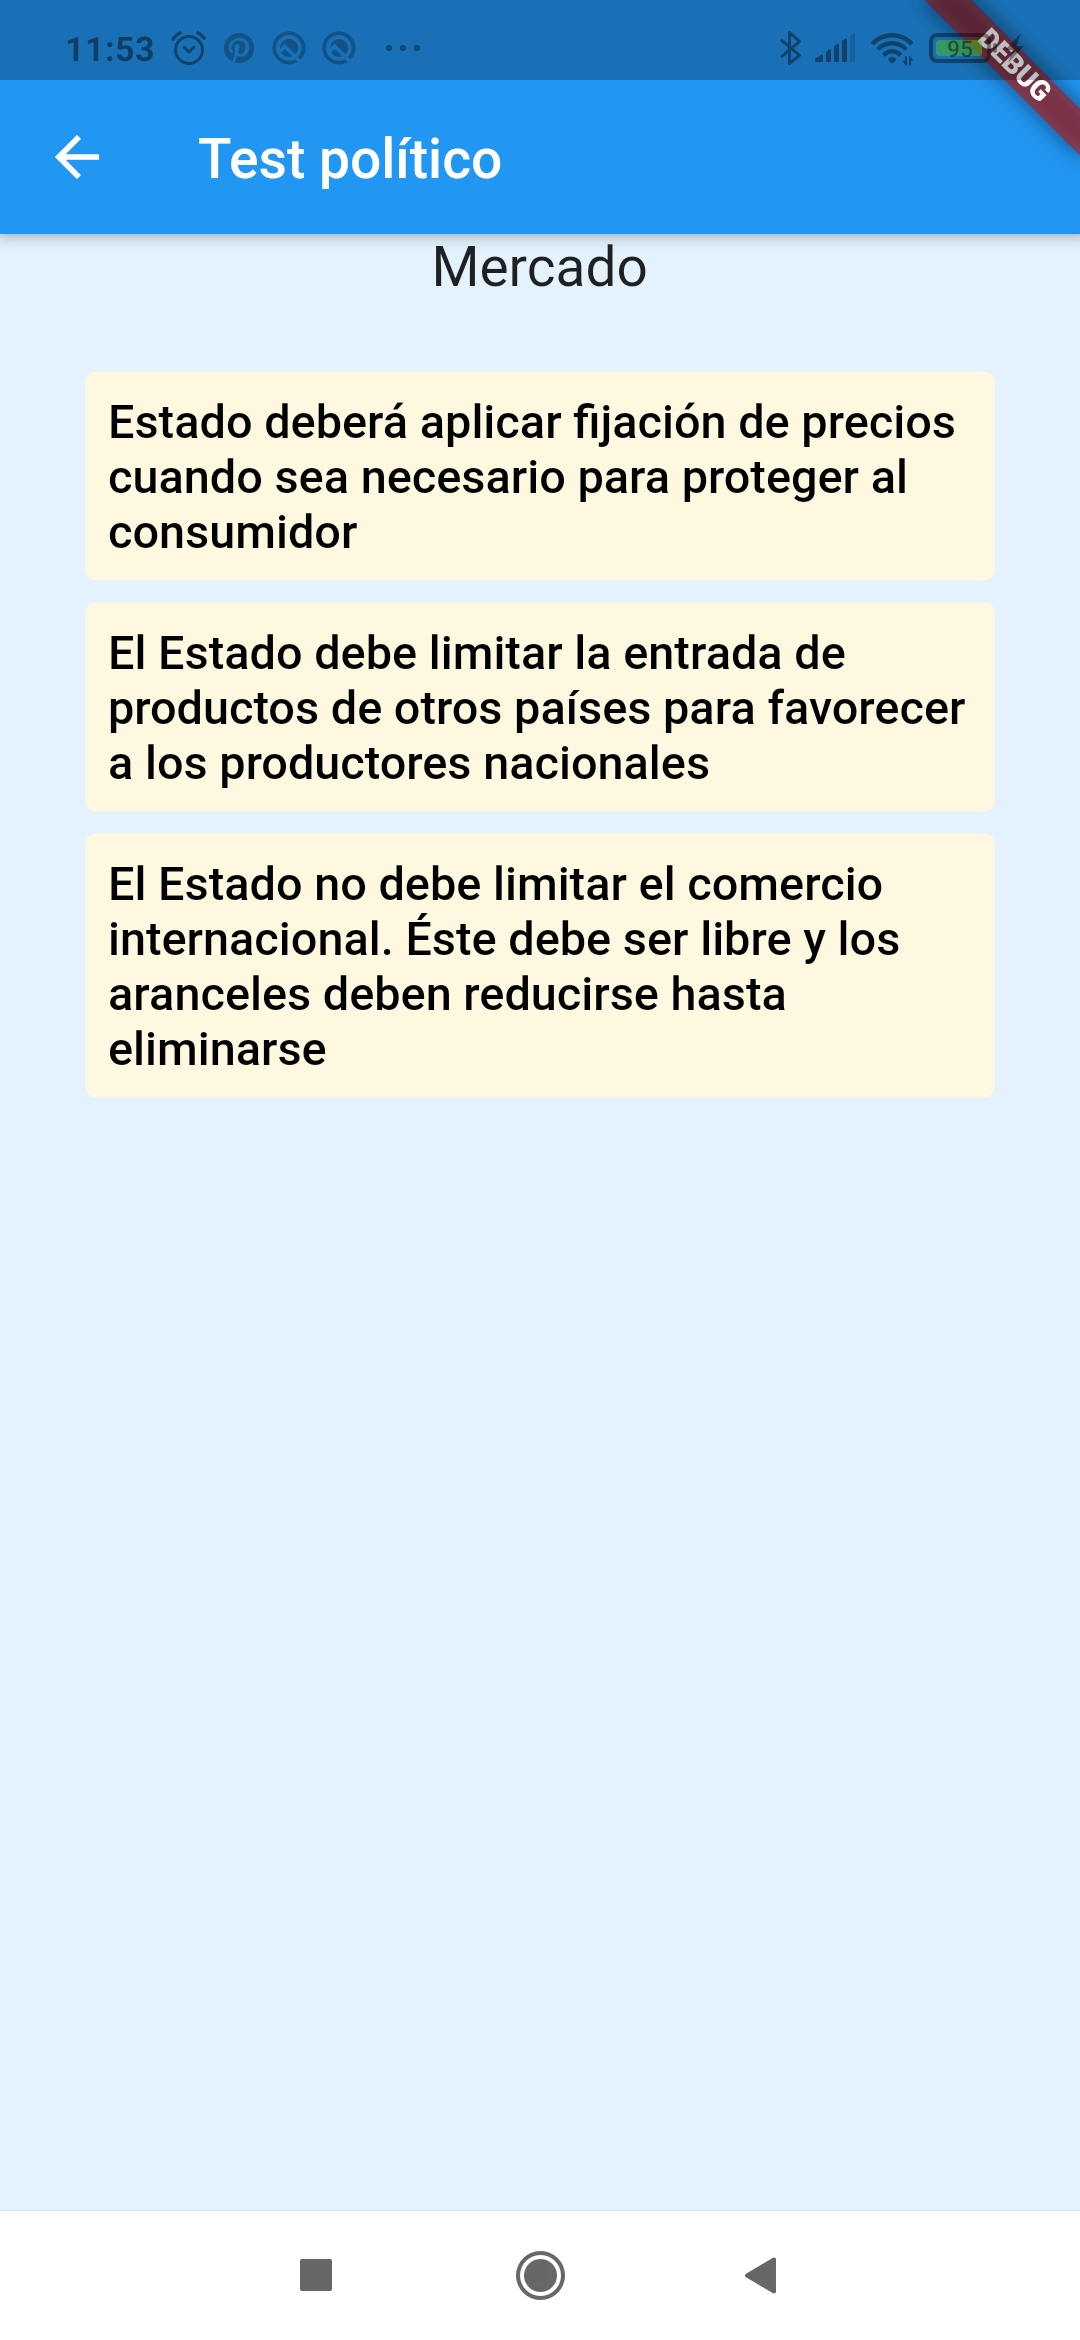 11:53
95
DEBUG
Test político
Mercado
Estado deberá aplicar fijación de precios
cuando sea necesario para proteger al
consumidor
El Estado debe limitar la entrada de
productos de otros países para favorecer
a los productores nacionales
El Estado no debe limitar el comercio
internacional. Éste debe ser libre y los
aranceles deben reducirse hasta
eliminarse